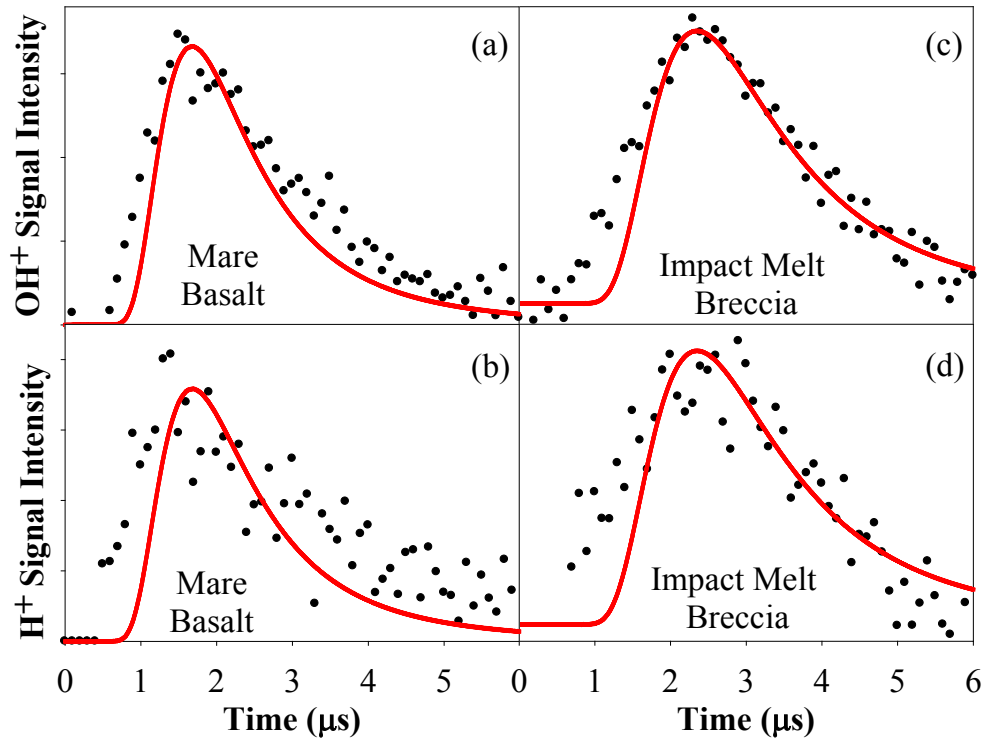 OH+ Signal Intensity
(a)
Mare
Basalt
(c)
Impact Melt
Breccia
H+ Signal Intensity
(b)
Mare
Basalt
(d)
Impact Melt
Breccia
0 1 2 3 4 5 0 1 2 3 4 5 6
Time (μs) Time (μs)